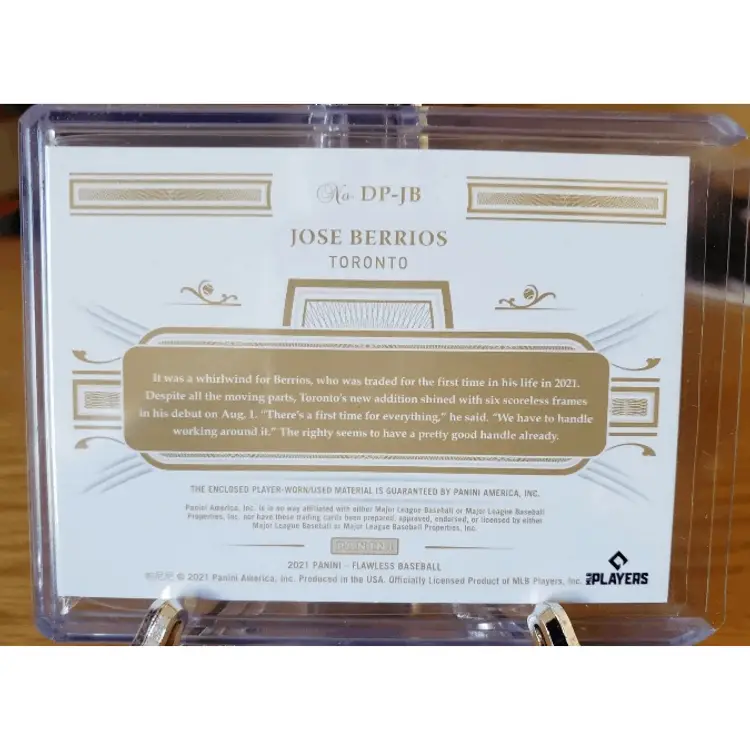 No. DP-JB
JOSE BERRIOS
TORONTO
It was a whirlwind for Berrios, who was traded for the first time in his life in 2021.
Despite all the moving parts, Toronto's new addition shined with six scoreless frames
in his debut on Aug. 1. "There's a first time for everything," he said. "We have to handle
working around it." The righty seems to have a pretty good handle already.
THE ENCLOSED PLAYER-WORN/USED MATERIAL IS GUARANTEED BY PANINI AMERICA, INC.
Panini America, Inc. is in no way affiliated with either Major League Baseball or Major League Baseball
Properties, Inc. nor have these trading cards been prepared, approved, endorsed, or licensed by either
Major League Baseball or Major League Baseball Properties, Inc.
PANINI
2021 PANINI - FLAWLESS BASEBALL
© 2021 Panini America, Inc. Produced in the USA. Officially Licensed Product of MLB Players, Inc.
MLB PLAYERS